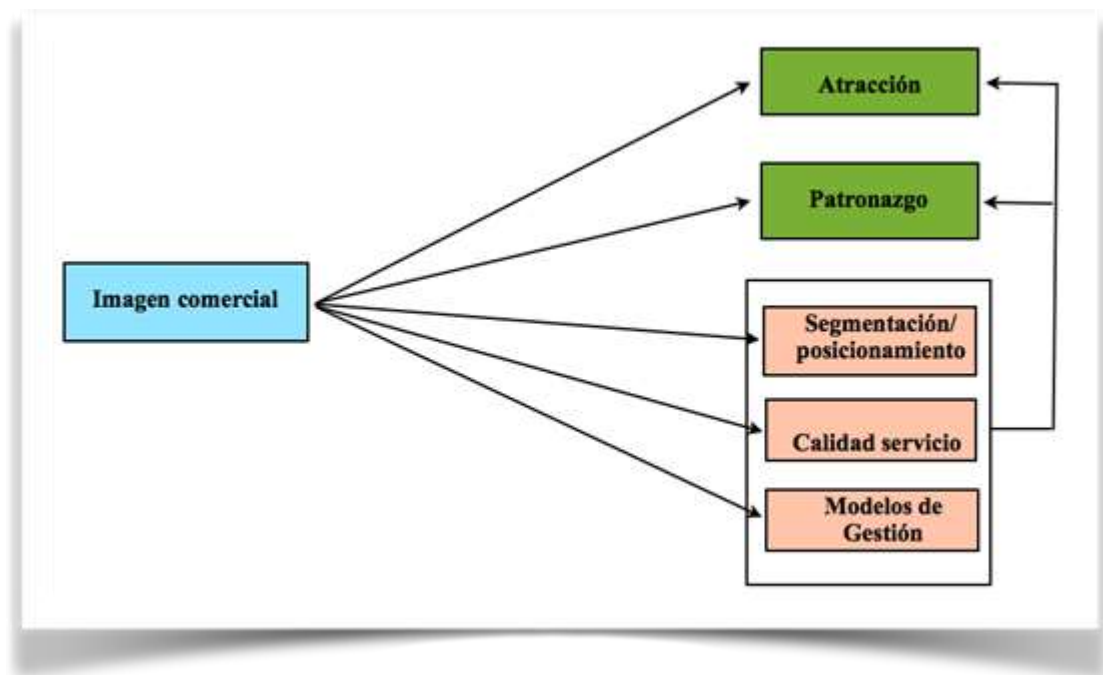 Atracción
Patronazgo
Imagen comercial
Segmentación/
posicionamiento
Calidad servicio
Modelos de
Gestión